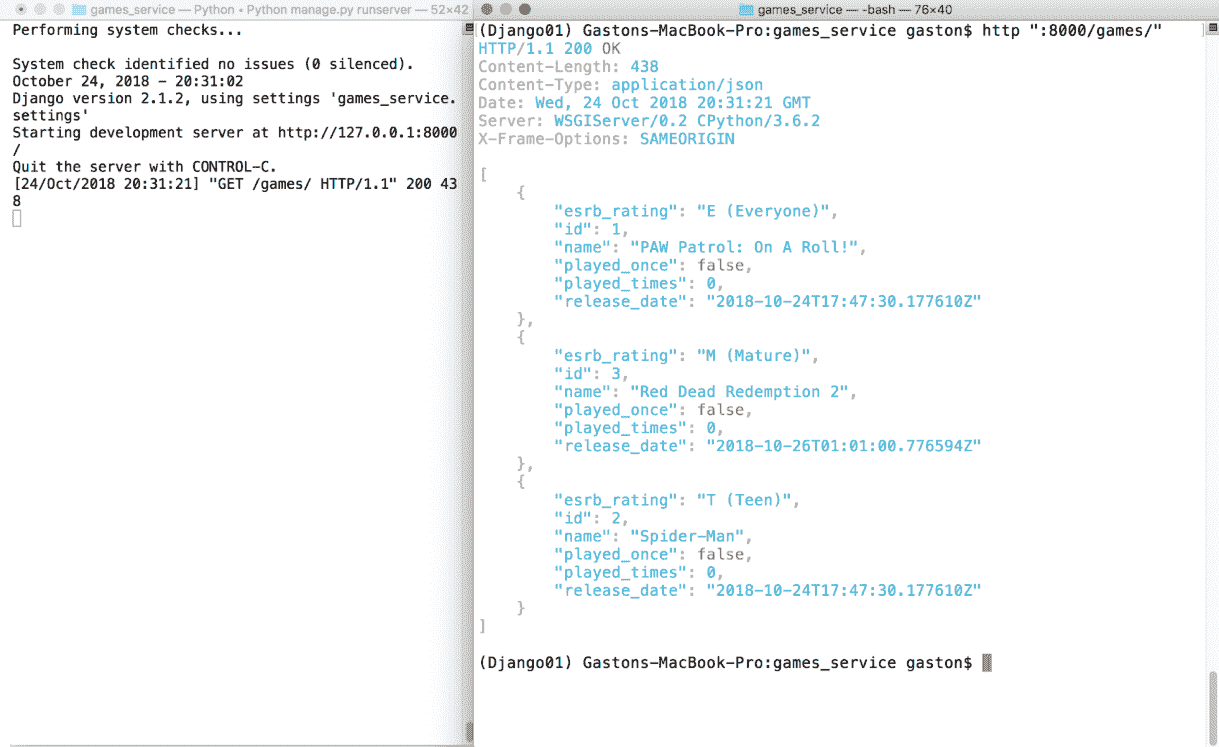 games_service — Python • Python manage.py runserver — 52×42
Performing system checks...
System check identified no issues (0 silenced).
October 24, 2018 - 20:31:02
Django version 2.1.2, using settings 'games_service.
settings'
Starting development server at http://127.0.0.1:8000
/
Quit the server with CONTROL-C.
[24/Oct/2018 20:31:21] "GET /games/ HTTP/1.1" 200 43
8
games_service — -bash — 76×40
(Django01) Gastons-MacBook-Pro:games_service gaston$ http ":8000/games/"
HTTP/1.1 200 OK
Content-Length: 438
Content-Type: application/json
Date: Wed, 24 Oct 2018 20:31:21 GMT
Server: WSGIServer/0.2 CPython/3.6.2
X-Frame-Options: SAMEORIGIN
[
{
"esrb_rating": "E (Everyone)",
"id": 1,
"name": "PAW Patrol: On A Roll!",
"played_once": false,
"played_times": 0,
"release_date": "2018-10-24T17:47:30.177610Z"
},
{
"esrb_rating": "M (Mature)",
"id": 3,
"name": "Red Dead Redemption 2",
"played_once": false,
"played_times": 0,
"release_date": "2018-10-26T01:01:00.776594Z"
},
{
"esrb_rating": "T (Teen)",
"id": 2,
"name": "Spider-Man",
"played_once": false,
"played_times": 0,
"release_date": "2018-10-24T17:47:30.177610Z"
}
]
(Django01) Gastons-MacBook-Pro:games_service gaston$